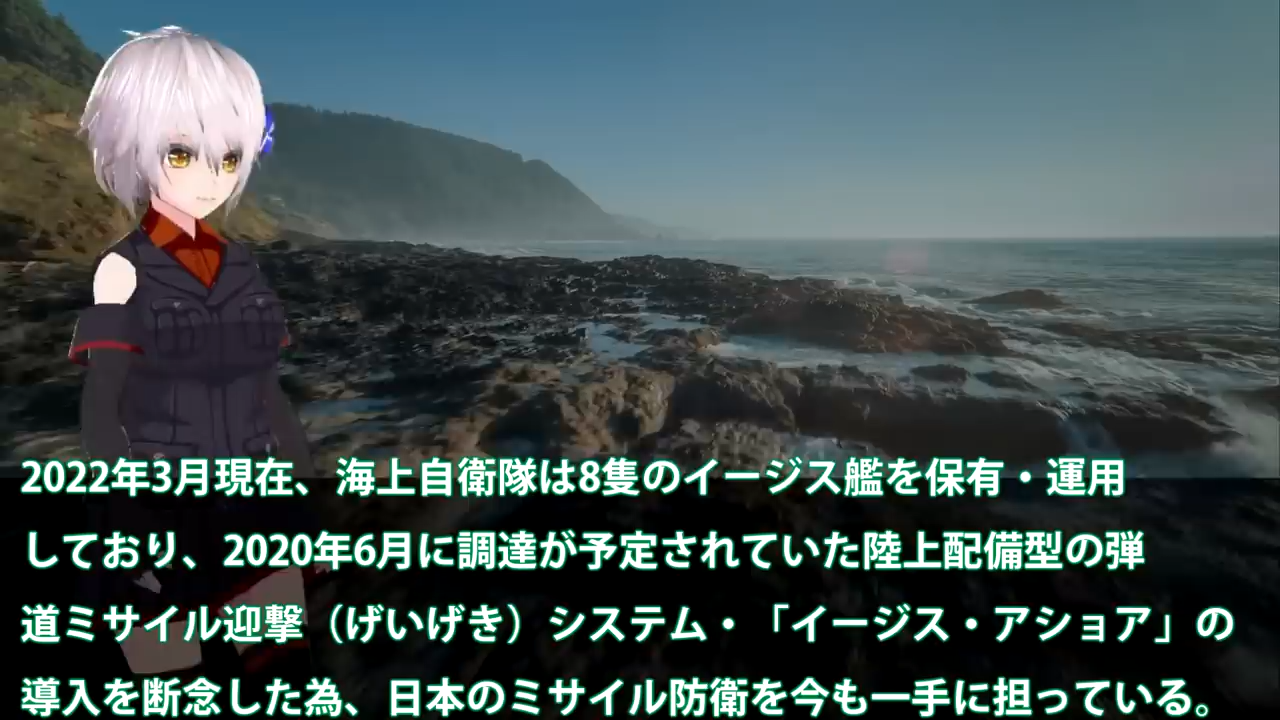 2022年3月現在、海上自衛隊は8隻のイージス艦を保有・運用
しており、2020年6月に調達が予定されていた陸上配備型の弾
道ミサイル迎撃（げいげき）システム・「イージス・アショア」の
導入を断念した為、日本のミサイル防衛を今も一手に担っている。